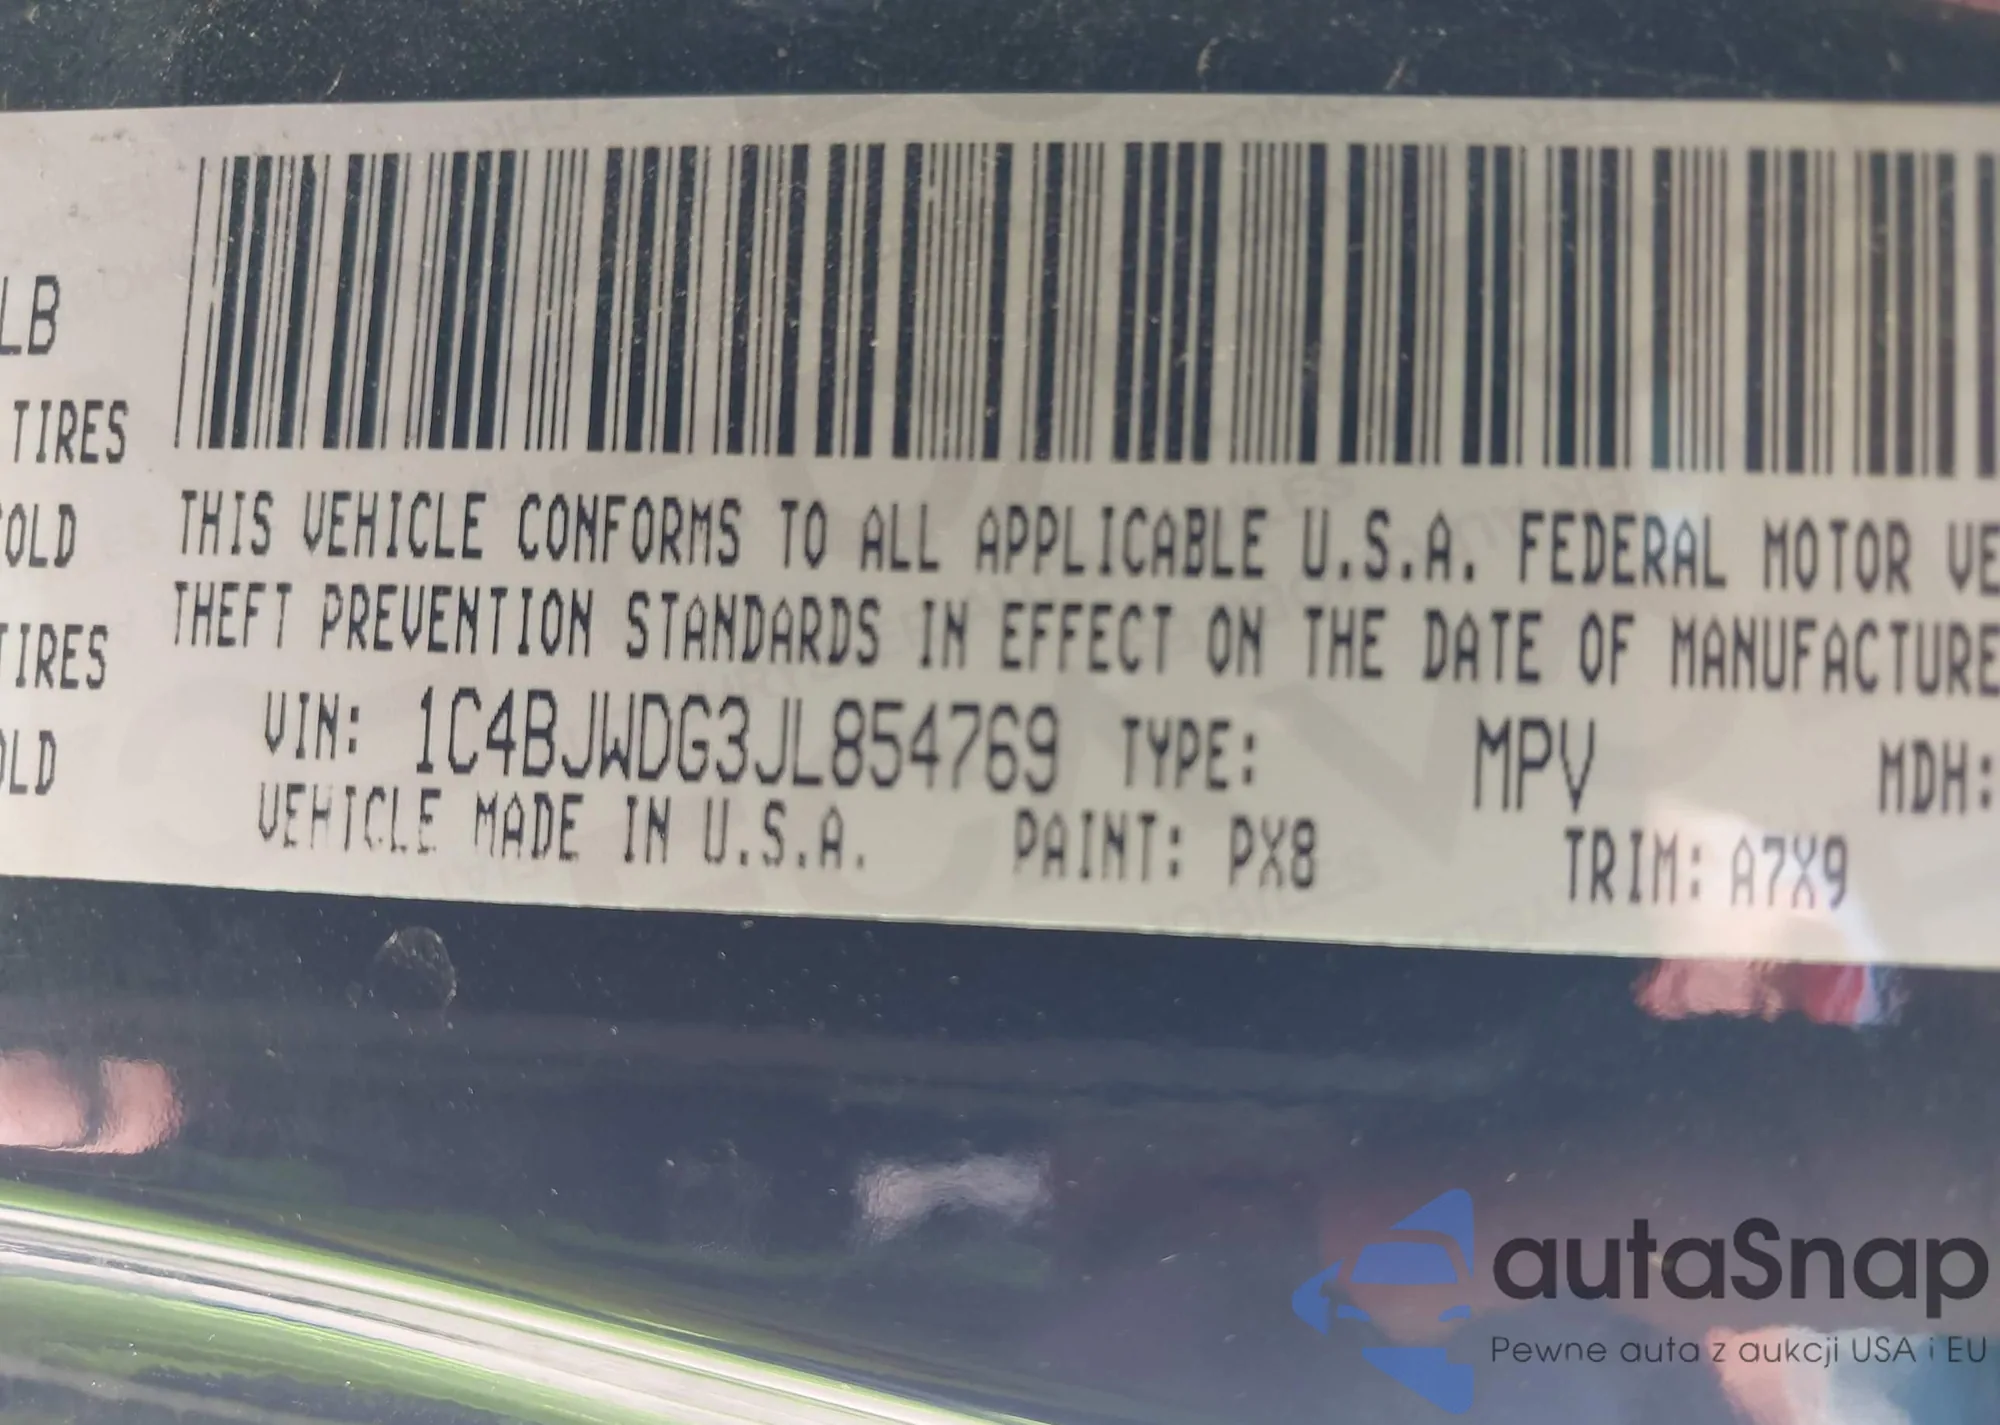 LB
TIRES
COLD
TIRES
OLD
THIS VEHICLE CONFORMS TO ALL APPLICABLE U.S.A. FEDERAL MOTOR VE
THEFT PREVENTION STANDARDS IN EFFECT ON THE DATE OF MANUFACTURE
VIN: 1C4BJWDG3JL854769 TYPE: MPV MDH:
VEHICLE MADE IN U.S.A. PAINT: PX8 TRIM: A7X9
autaSnap
Pewne auta z aukcji USA i EU